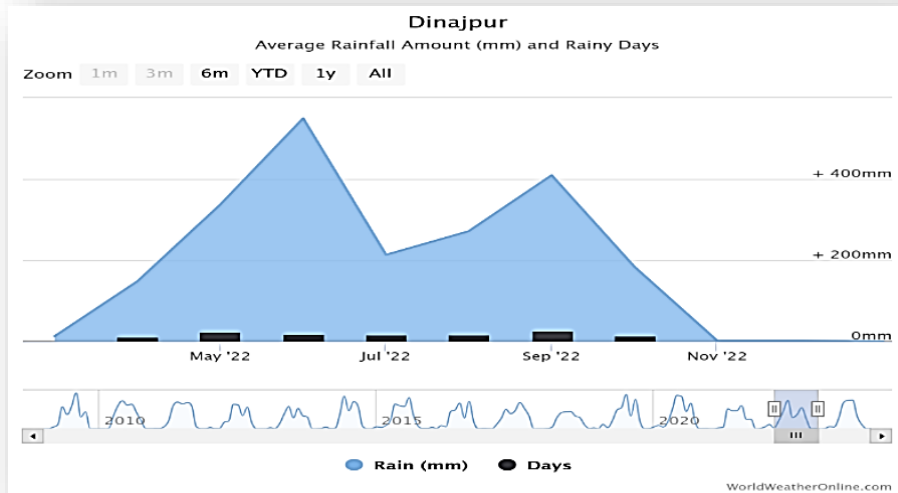 Dinajpur
Average Rainfall Amount (mm) and Rainy Days
Zoom 1m 3m 6m YTD 1y All
+ 400mm
+ 200mm
0mm
May '22 Jul '22 Sep '22 Nov '22
2010 2015 2020
Rain (mm) Days
WorldWeatherOnline.com